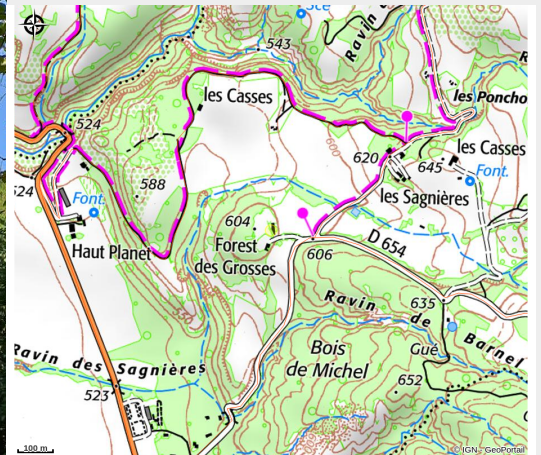 Sce
543
Ravin
les Casses
les Poncho
524
620
645
les Casses
Font.
524
588
les Sagnières
Font.
604
Haut Planet
Forest
des Grosses
606
D 654
Ravin de Barnel
635
Bois
de Michel
Gué
652
Ravin des Sagnières
523
100 m
© IGN - GeoPortail